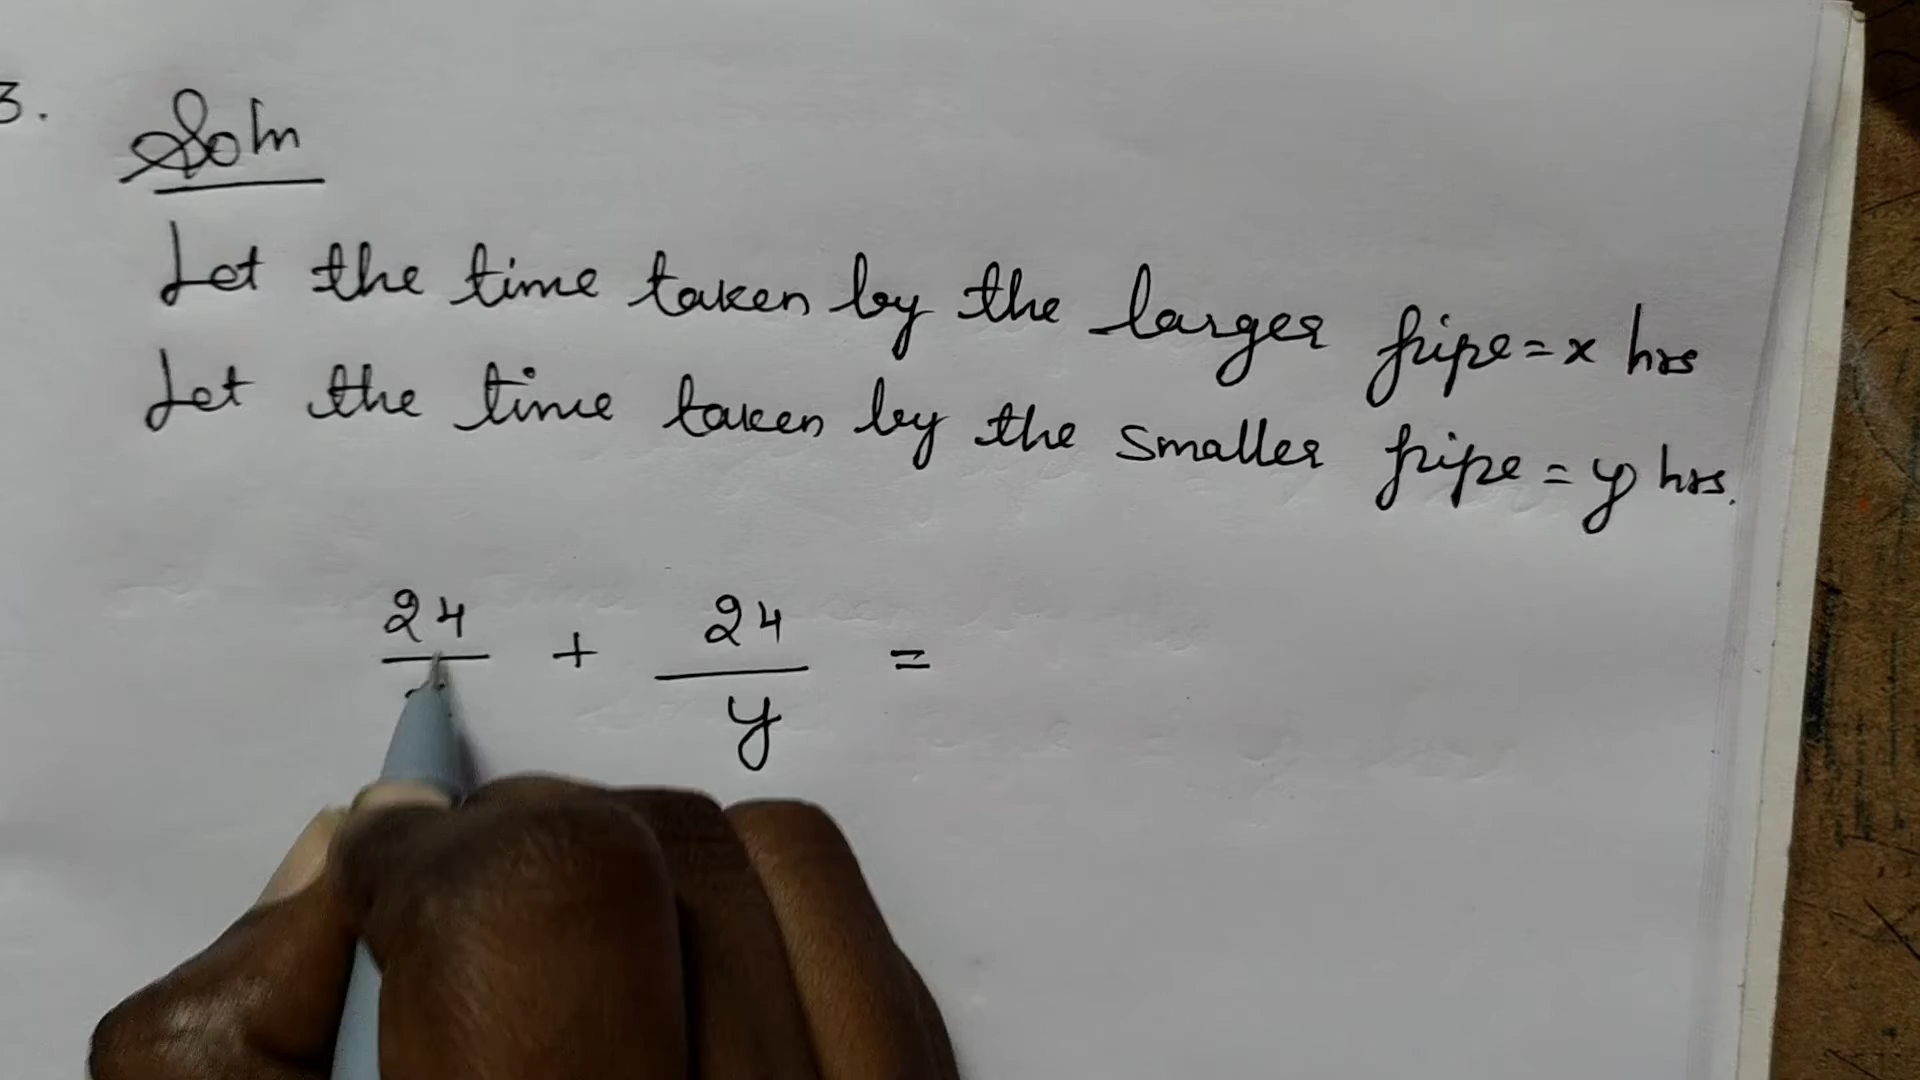 3.
Soln
Let the time taken by the larger pipe = x hrs
Let the time taken by the smaller pipe = y hrs.
24 + 24 =
y